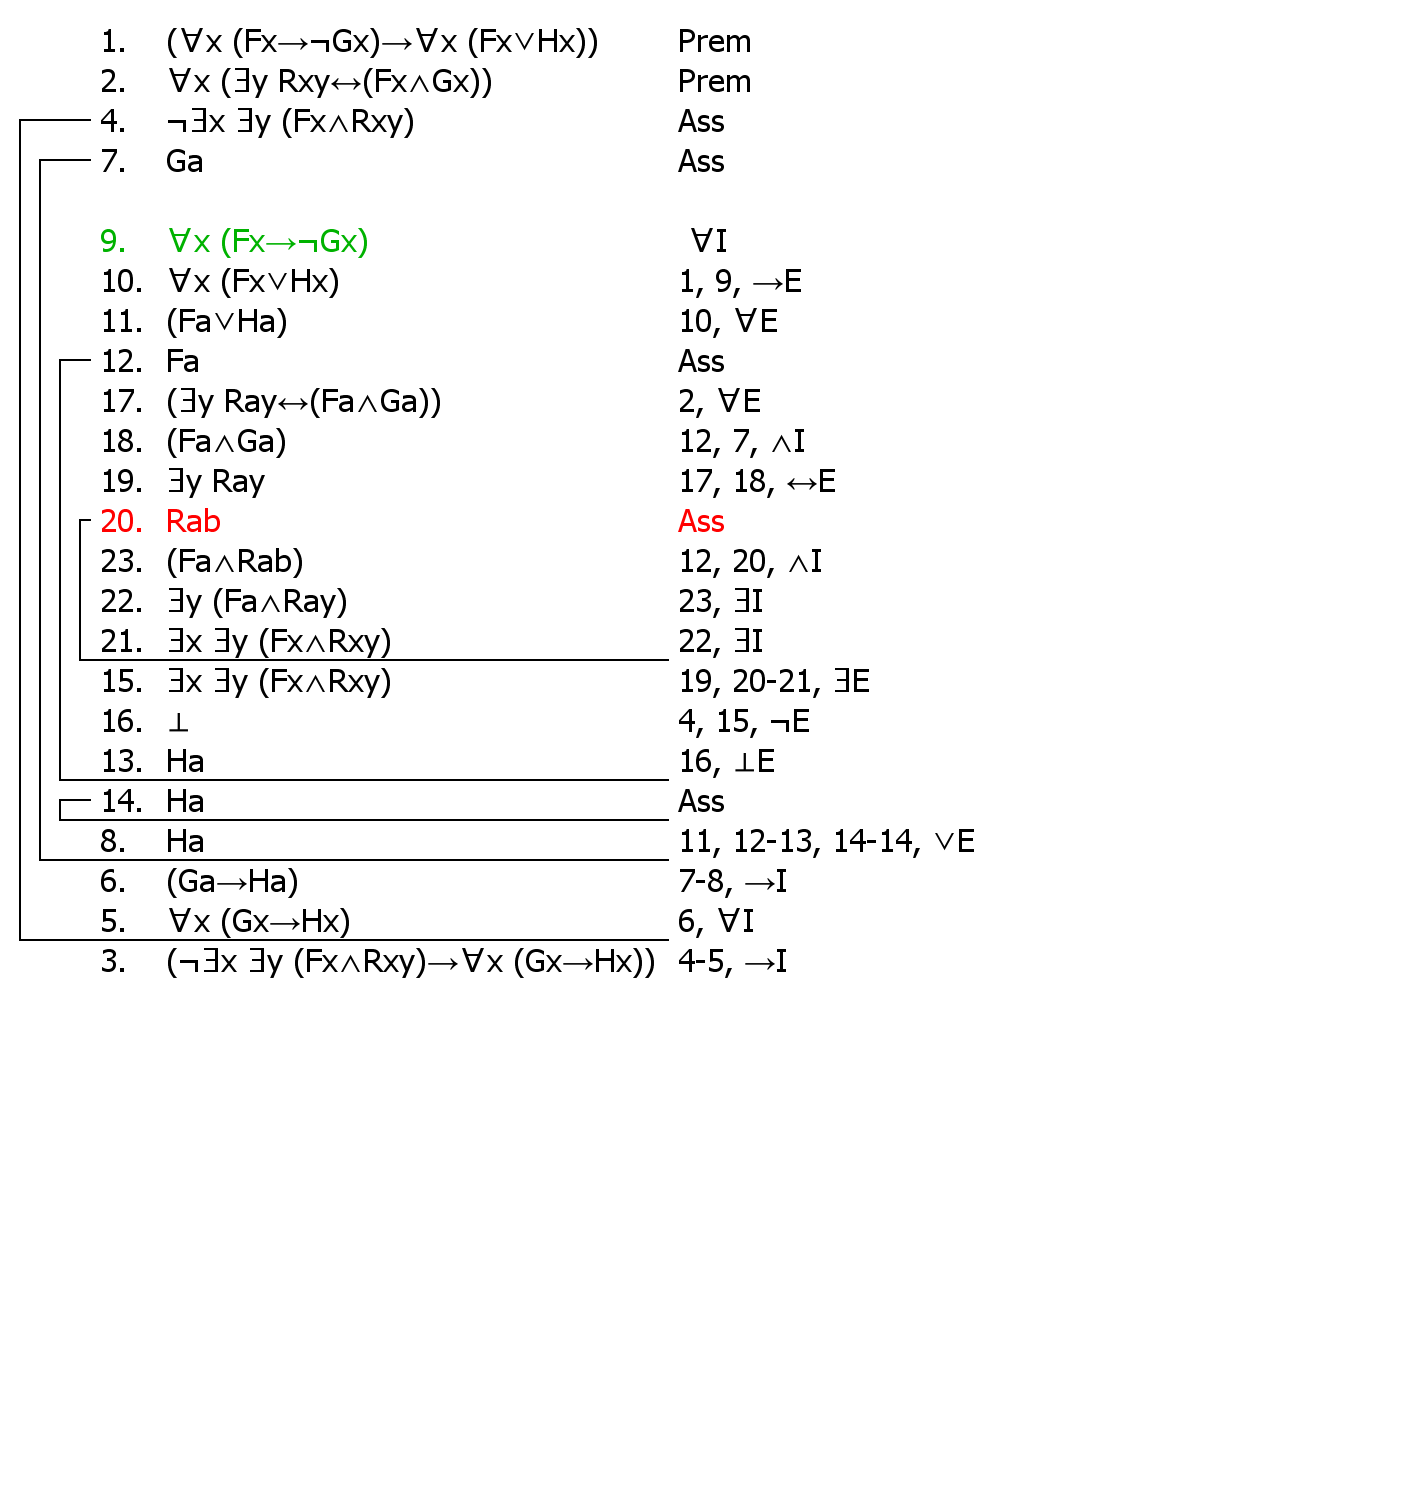 1. (∀x (Fx→¬Gx)→∀x (Fx∨Hx)) Prem
2. ∀x (∃y Rxy↔(Fx∧Gx)) Prem
4. ¬∃x ∃y (Fx∧Rxy) Ass
7. Ga Ass
9. ∀x (Fx→¬Gx) ∀I
10. ∀x (Fx∨Hx) 1, 9, →E
11. (Fa∨Ha) 10, ∀E
12. Fa Ass
17. (∃y Ray↔(Fa∧Ga)) 2, ∀E
18. (Fa∧Ga) 12, 7, ∧I
19. ∃y Ray 17, 18, ↔E
20. Rab Ass
23. (Fa∧Rab) 12, 20, ∧I
22. ∃y (Fa∧Ray) 23, ∃I
21. ∃x ∃y (Fx∧Rxy) 22, ∃I
15. ∃x ∃y (Fx∧Rxy) 19, 20-21, ∃E
16. ⊥ 4, 15, ¬E
13. Ha 16, ⊥E
14. Ha Ass
8. Ha 11, 12-13, 14-14, ∨E
6. (Ga→Ha) 7-8, →I
5. ∀x (Gx→Hx) 6, ∀I
3. (¬∃x ∃y (Fx∧Rxy)→∀x (Gx→Hx)) 4-5, →I